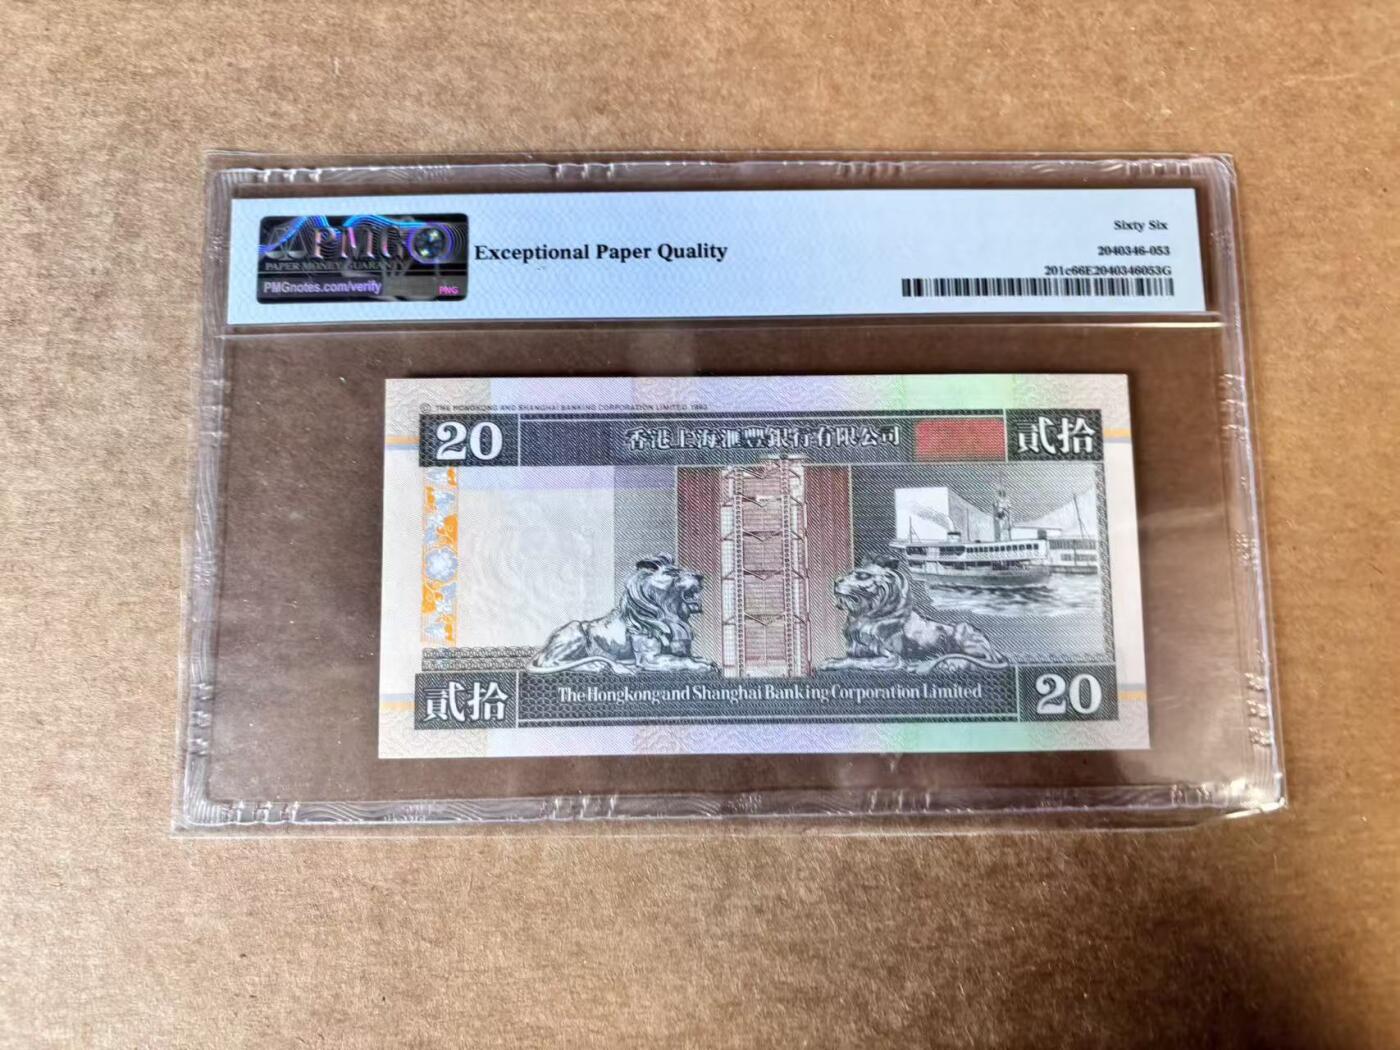 PMG
PAPER MONEY GUARANTY
PMGnotes.com/verify
PNG
Exceptional Paper Quality
Sixty Six
2040346-053
201c66E2040346053G
© THE HONGKONG AND SHANGHAI BANKING CORPORATION LIMITED 1993
20
香港上海滙豐銀行有限公司
貳拾
貳拾
The Hongkong and Shanghai Banking Corporation Limited
20